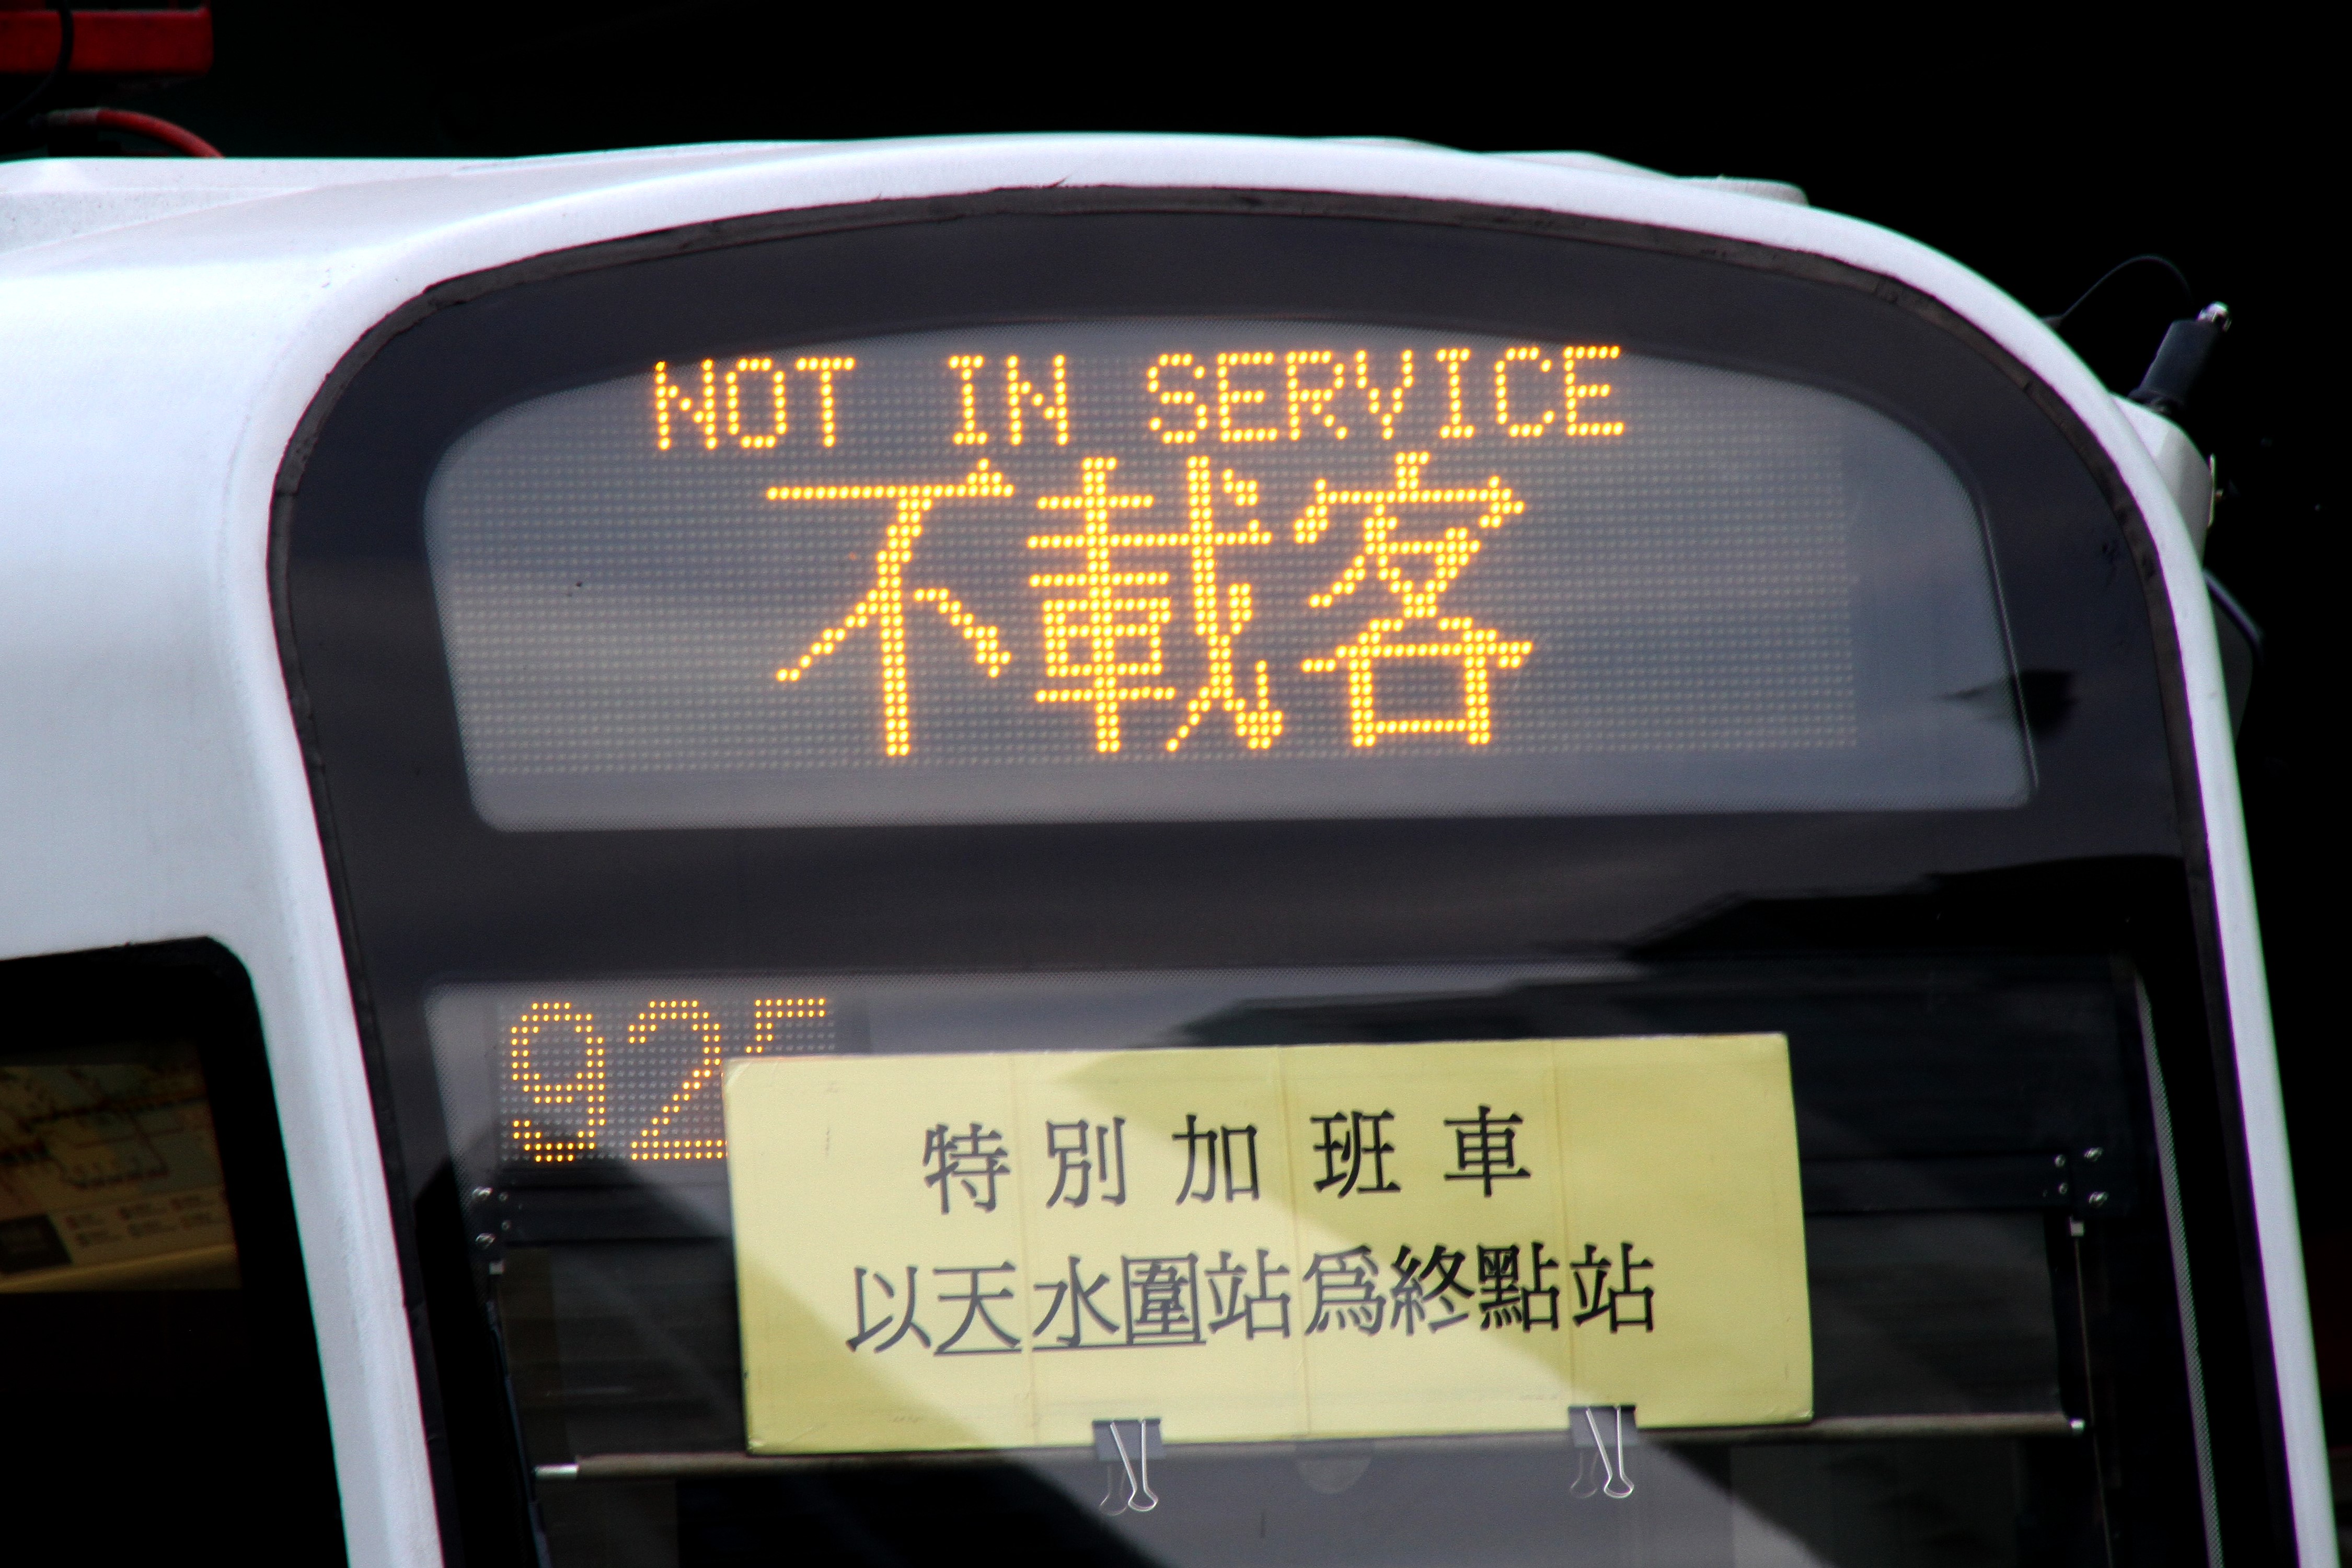 NOT IN SERVICE
不載客
925
特別加班車
以天水圍站為終點站